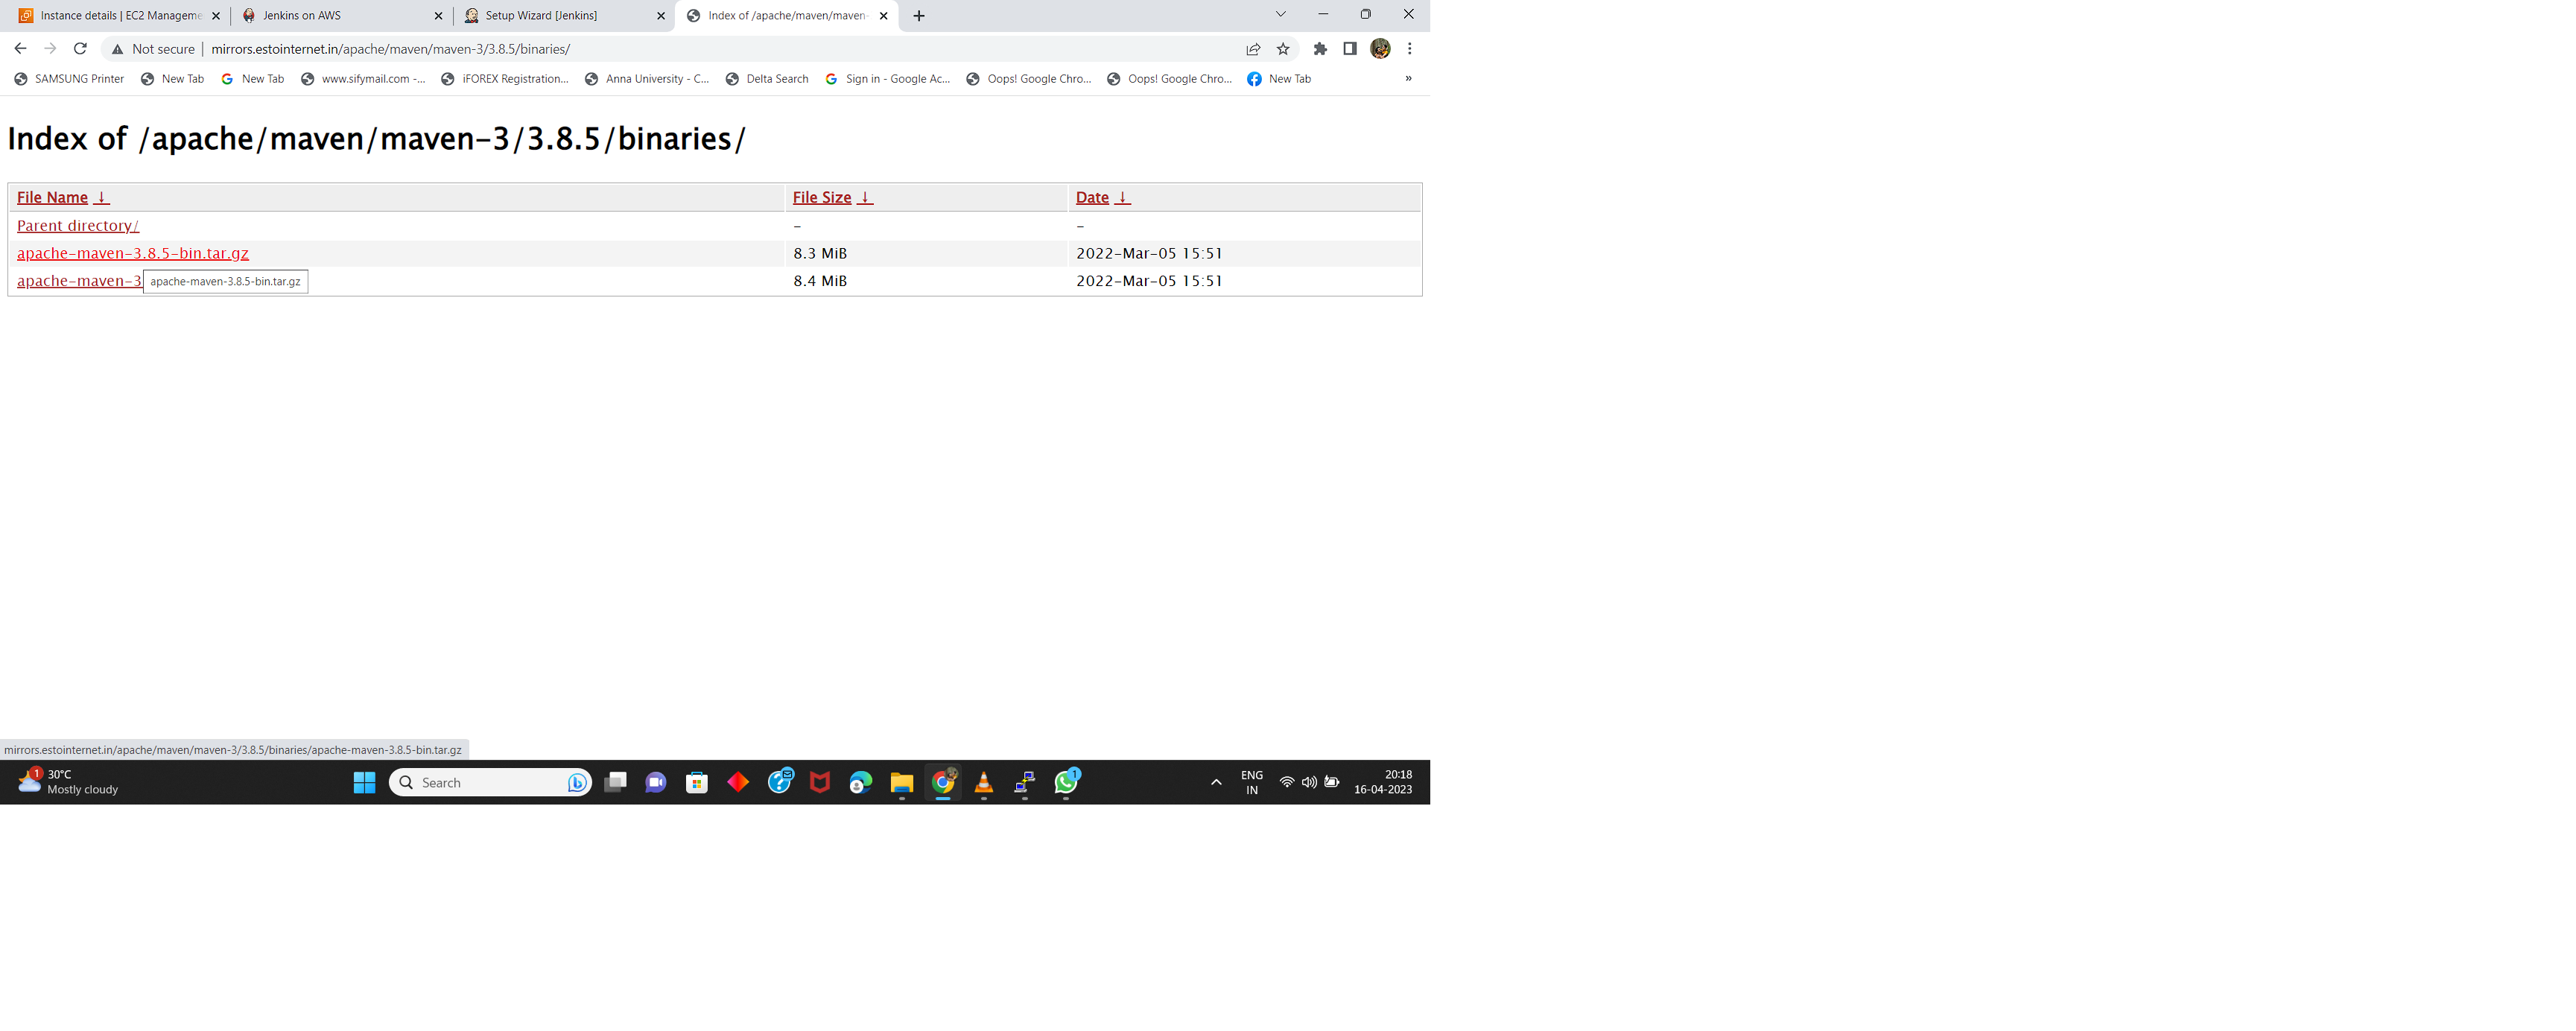 Instance details | EC2 Manageme
Jenkins on AWS
Setup Wizard [Jenkins]
Index of /apache/maven/maven-
Not secure | mirrors.estointernet.in/apache/maven/maven-3/3.8.5/binaries/
SAMSUNG Printer
New Tab
New Tab
www.sifymail.com -...
iFOREX Registration...
Anna University - C...
Delta Search
Sign in - Google Ac...
Oops! Google Chro...
Oops! Google Chro...
New Tab
»
Index of /apache/maven/maven-3/3.8.5/binaries/
File Name ↓ File Size ↓ Date ↓
Parent directory/ - -
apache-maven-3.8.5-bin.tar.gz 8.3 MiB 2022-Mar-05 15:51
apache-maven-3 8.4 MiB 2022-Mar-05 15:51
apache-maven-3.8.5-bin.tar.gz
mirrors.estointernet.in/apache/maven/maven-3/3.8.5/binaries/apache-maven-3.8.5-bin.tar.gz
1
30°C
Mostly cloudy
Search
1
ENG
IN
20:18
16-04-2023